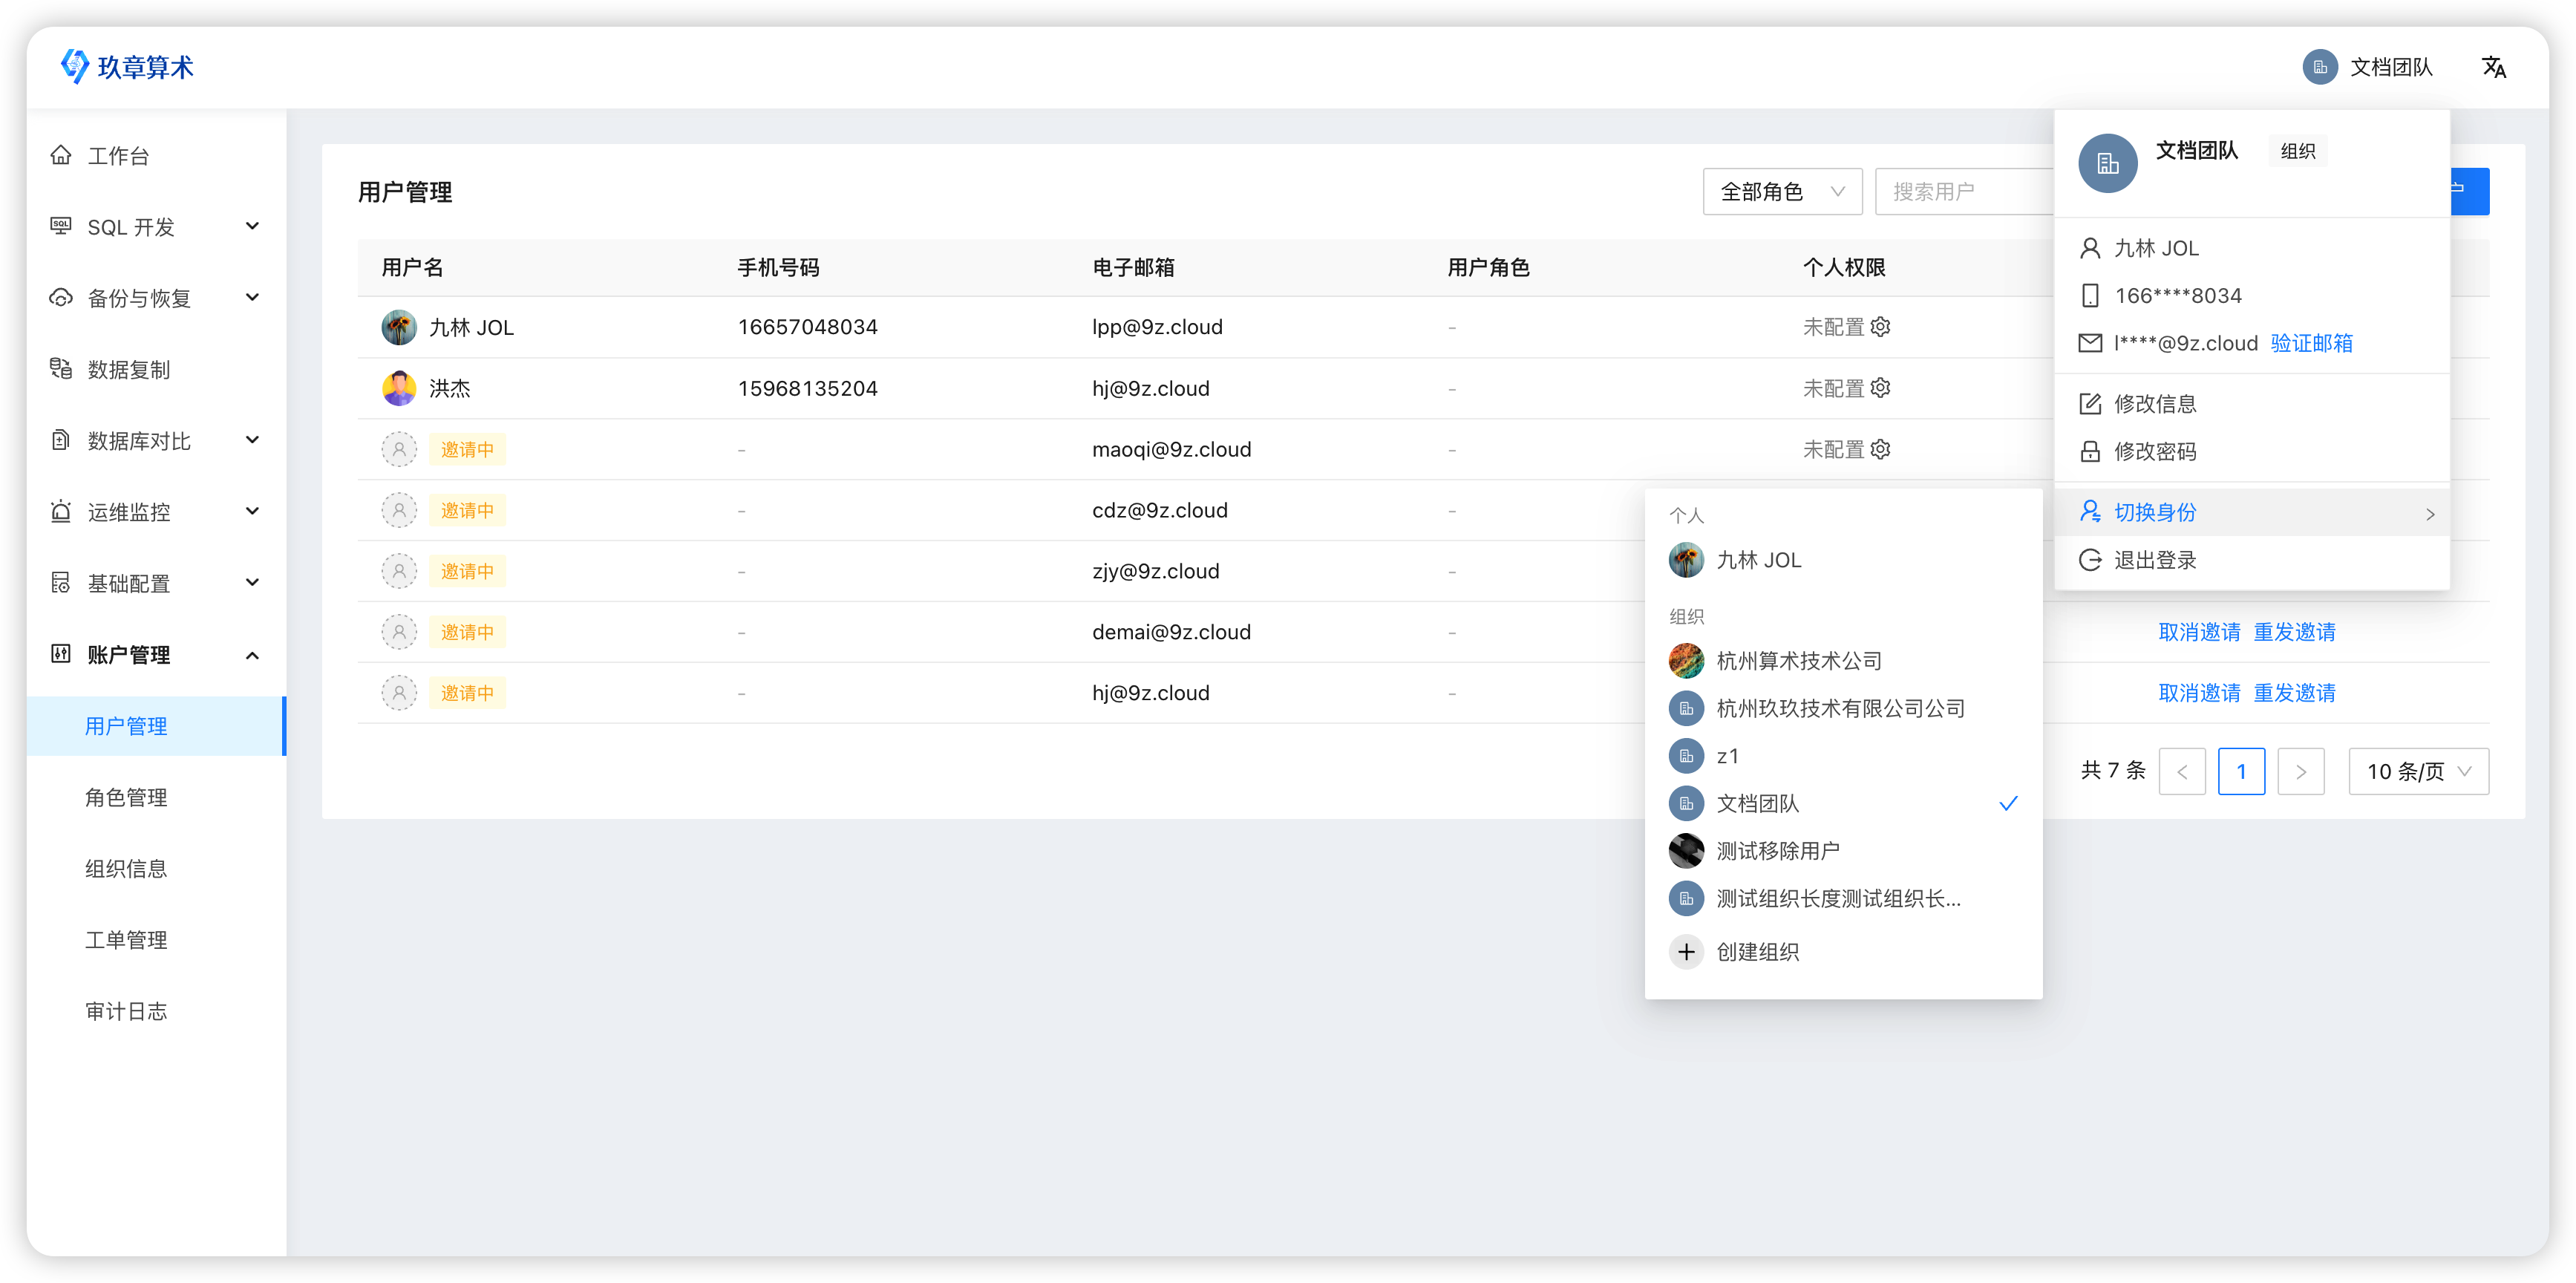 玖章算术
文档团队
工作台
SQL 开发
备份与恢复
数据复制
数据库对比
运维监控
基础配置
账户管理
用户管理
角色管理
组织信息
工单管理
审计日志
用户管理
全部角色
搜索用户
用户名 手机号码 电子邮箱 用户角色 个人权限
九林 JOL 16657048034 lpp@9z.cloud - 未配置
洪杰 15968135204 hj@9z.cloud - 未配置
邀请中 - maoqi@9z.cloud - 未配置
邀请中 - cdz@9z.cloud -
邀请中 - zjy@9z.cloud -
邀请中 - demai@9z.cloud - 取消邀请 重发邀请
邀请中 - hj@9z.cloud - 取消邀请 重发邀请
共 7 条 < 1 > 10 条/页
文档团队 组织
九林 JOL
166****8034
l****@9z.cloud 验证邮箱
修改信息
修改密码
切换身份
退出登录
个人
九林 JOL
组织
杭州算术技术公司
杭州玖玖技术有限公司公司
z1
文档团队
测试移除用户
测试组织长度测试组织长...
创建组织